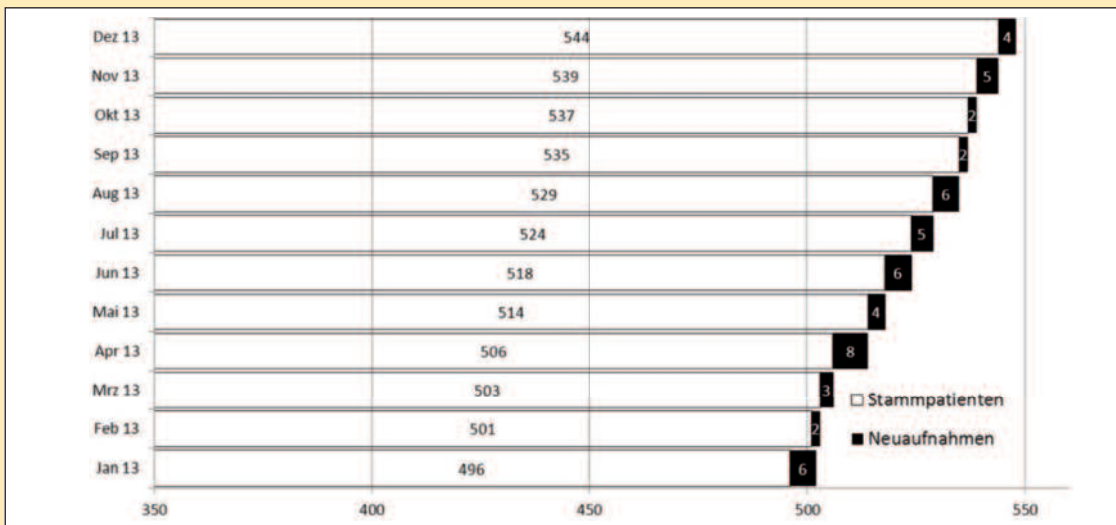 Dez 13 544 4
Nov 13 539 5
Okt 13 537 2
Sep 13 535 2
Aug 13 529 6
Jul 13 524 5
Jun 13 518 6
Mai 13 514 4
Apr 13 506 8
Mrz 13 503 3
Stammpatienten
Feb 13 501 2
Neuaufnahmen
Jan 13 496 6
350 400 450 500 550